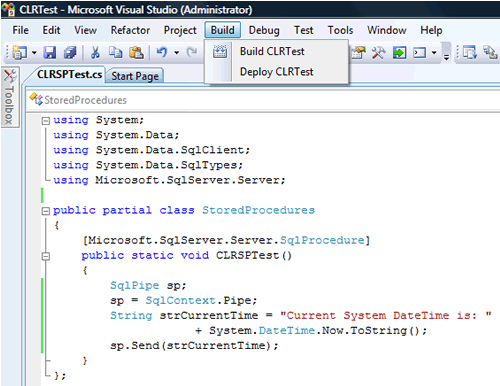 CLRTest - Microsoft Visual Studio (Administrator)
File Edit View Refactor Project Build Debug Test Tools Window Help
Build CLRTest
Deploy CLRTest
Toolbox
CLRSPTest.cs Start Page
StoredProcedures
using System;
using System.Data;
using System.Data.SqlClient;
using System.Data.SqlTypes;
using Microsoft.SqlServer.Server;
public partial class StoredProcedures
{
[Microsoft.SqlServer.Server.SqlProcedure]
public static void CLRSPTest()
{
SqlPipe sp;
sp = SqlContext.Pipe;
String strCurrentTime = "Current System DateTime is: "
+ System.DateTime.Now.ToString();
sp.Send(strCurrentTime);
}
};